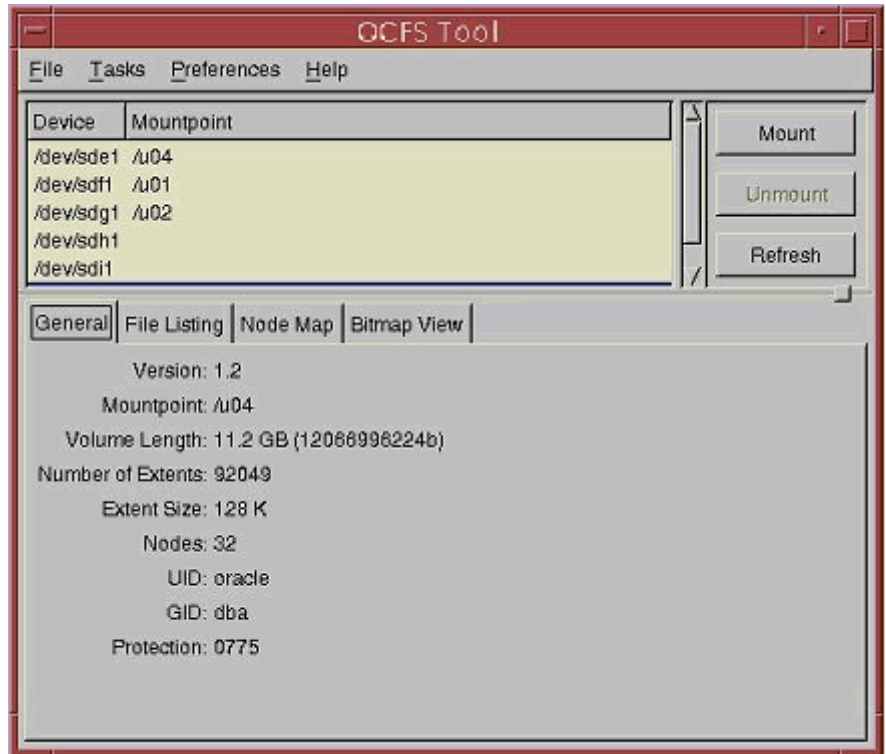 OCFS Tool
File Tasks Preferences Help
Device Mountpoint
/dev/sde1 /u04
/dev/sdf1 /u01
/dev/sdg1 /u02
/dev/sdh1
/dev/sdi1
Mount
Unmount
Refresh
General File Listing Node Map Bitmap View
Version: 1.2
Mountpoint: /u04
Volume Length: 11.2 GB (12066996224b)
Number of Extents: 92049
Extent Size: 128 K
Nodes: 32
UID: oracle
GID: dba
Protection: 0775